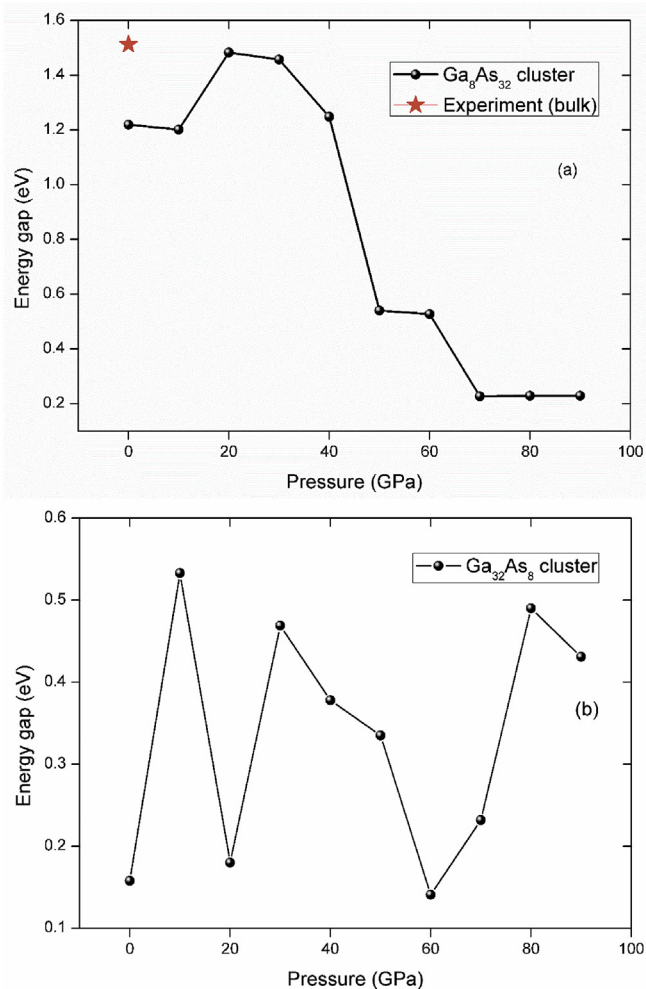 1.6
1.4
1.2
1.0
0.8
0.6
0.4
0.2
Energy gap (eV)
Ga₈As₃₂ cluster
Experiment (bulk)
(a)
0 20 40 60 80 100
Pressure (GPa)
0.6
0.5
0.4
0.3
0.2
0.1
Energy gap (eV)
Ga₃₂As₈ cluster
(b)
0 20 40 60 80 100
Pressure (GPa)